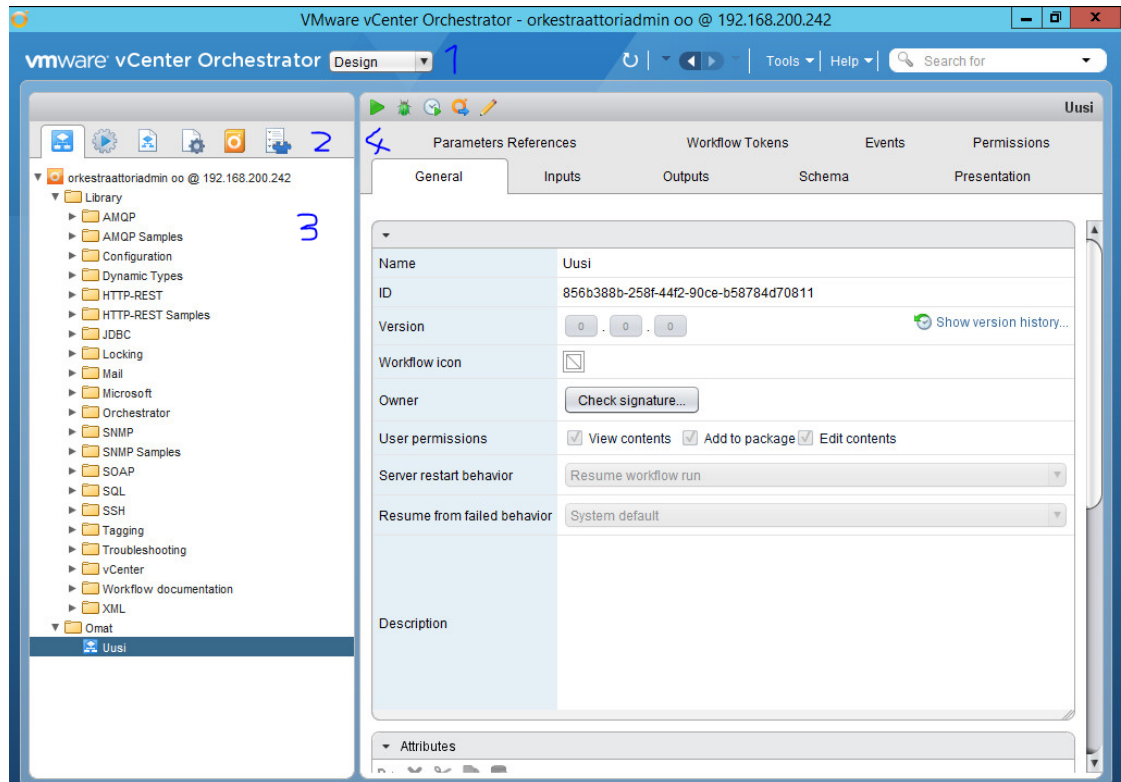 VMware vCenter Orchestrator - orkestraattoriadmin oo @ 192.168.200.242
vmware vCenter Orchestrator Design 1 Tools Help Search for
Uusi
2
4
Parameters References Workflow Tokens Events Permissions
General Inputs Outputs Schema Presentation
orkestraattoriadmin oo @ 192.168.200.242
Library
3
AMQP
AMQP Samples
Configuration
Dynamic Types
HTTP-REST
HTTP-REST Samples
JDBC
Locking
Mail
Microsoft
Orchestrator
SNMP
SNMP Samples
SOAP
SQL
SSH
Tagging
Troubleshooting
vCenter
Workflow documentation
XML
Omat
Uusi
Name Uusi
ID 856b388b-258f-44f2-90ce-b58784d70811
Version 0 . 0 . 0 Show version history...
Workflow icon
Owner Check signature...
User permissions View contents Add to package Edit contents
Server restart behavior Resume workflow run
Resume from failed behavior System default
Description
Attributes